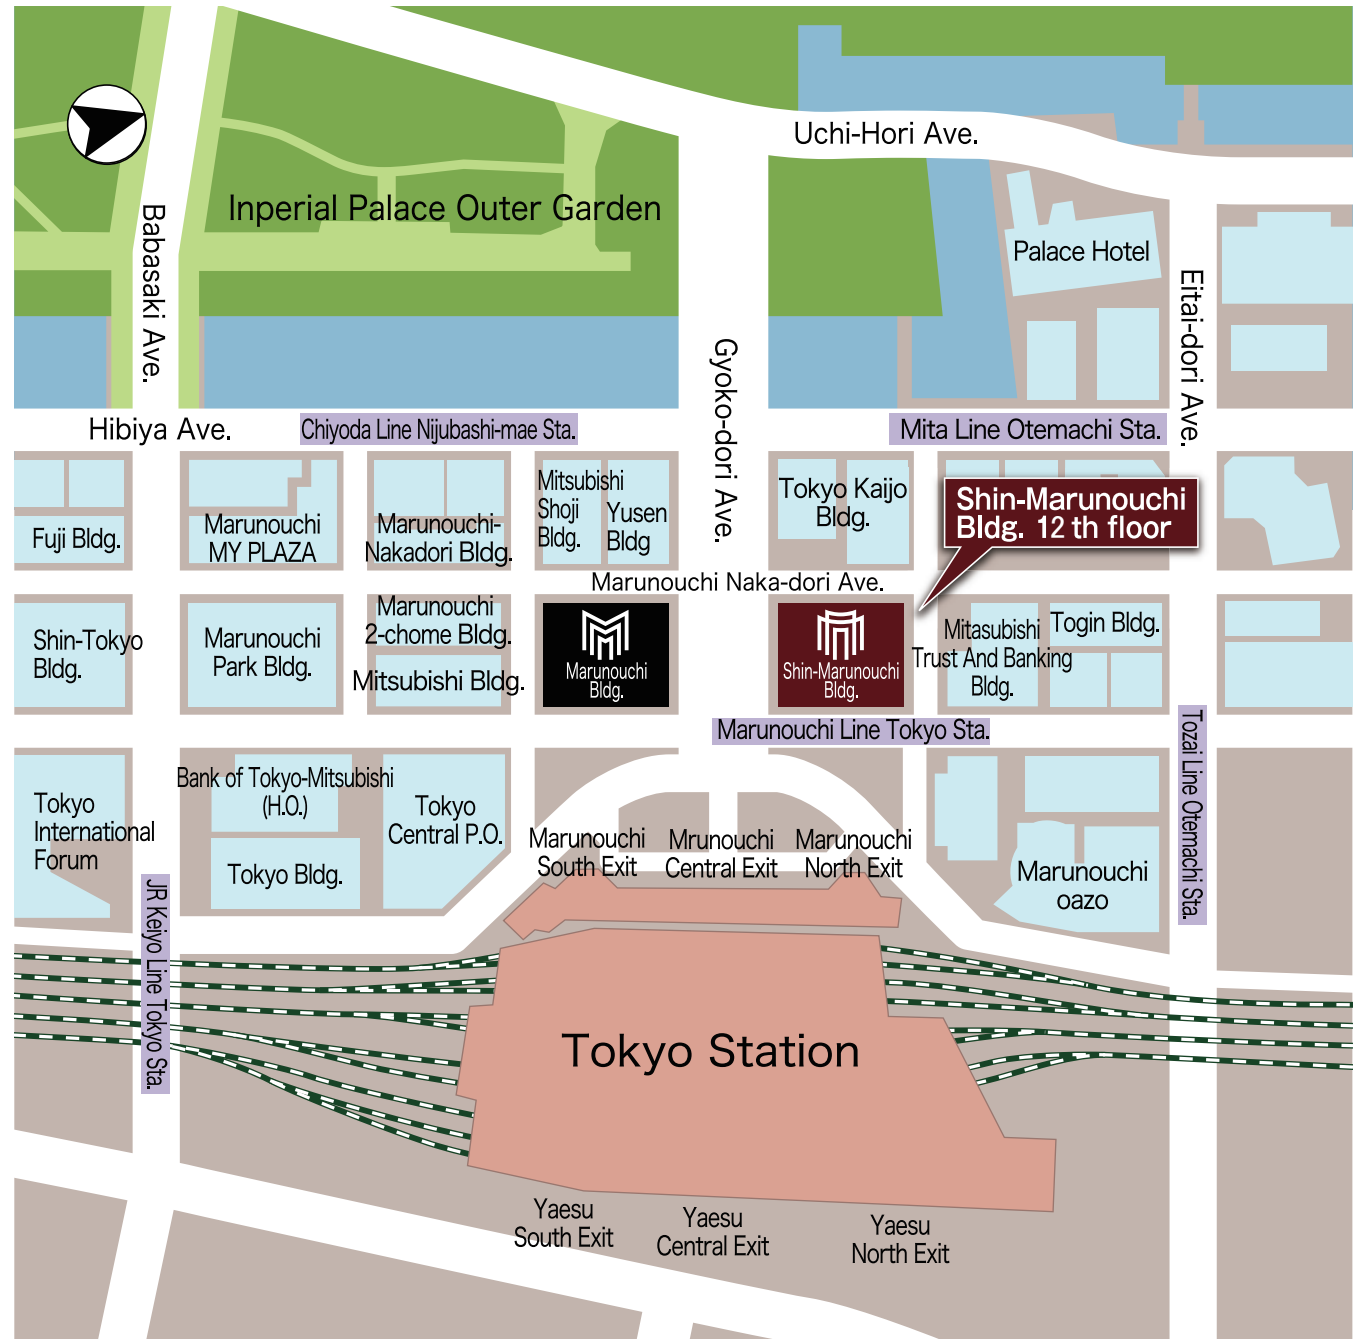 Uchi-Hori Ave.
Inperial Palace Outer Garden
Babasaki Ave.
Palace Hotel
Eitai-dori Ave.
Gyoko-dori Ave.
Hibiya Ave.
Chiyoda Line Nijubashi-mae Sta.
Mita Line Otemachi Sta.
Fuji Bldg.
Marunouchi
MY PLAZA
Marunouchi-
Nakadori Bldg.
Mitsubishi
Shoji
Bldg.
Yusen
Bldg
Tokyo Kaijo
Bldg.
Shin-Marunouchi
Bldg. 12 th floor
Marunouchi Naka-dori Ave.
Shin-Tokyo
Bldg.
Marunouchi
Park Bldg.
Marunouchi
2-chome Bldg.
Mitsubishi Bldg.
Marunouchi
Bldg.
Shin-Marunouchi
Bldg.
Mitasubishi
Trust And Banking
Bldg.
Togin Bldg.
Marunouchi Line Tokyo Sta.
Tozai Line Otemachi Sta.
Tokyo
International
Forum
Bank of Tokyo-Mitsubishi
(H.O.)
Tokyo Bldg.
Tokyo
Central P.O.
Marunouchi
South Exit
Mrunouchi
Central Exit
Marunouchi
North Exit
Marunouchi
oazo
JR Keiyo Line Tokyo Sta.
Tokyo Station
Yaesu
South Exit
Yaesu
Central Exit
Yaesu
North Exit